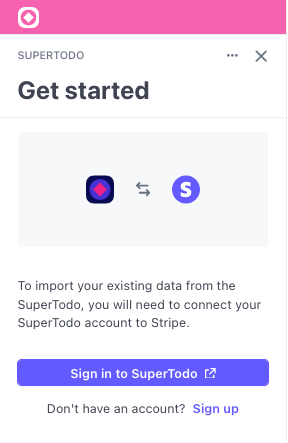 SUPERTODO
Get started
S
To import your existing data from the
SuperTodo, you will need to connect your
SuperTodo account to Stripe.
Sign in to SuperTodo
Don't have an account? Sign up